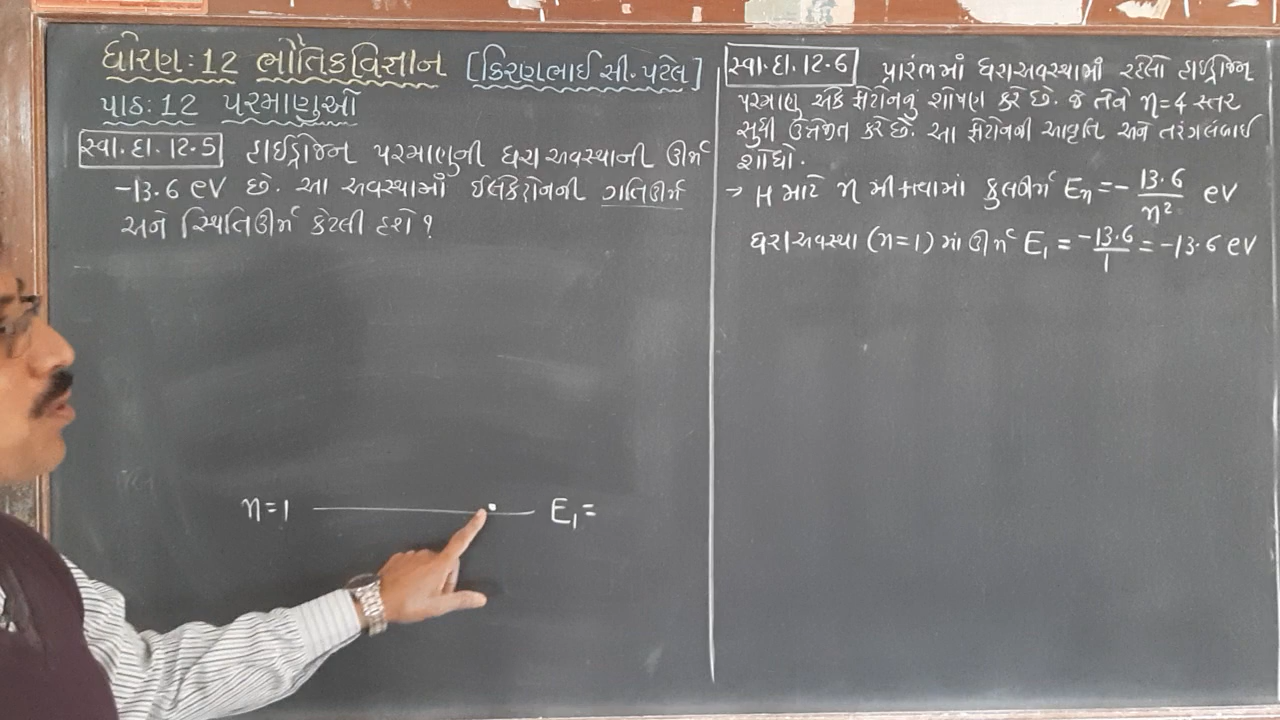 ધોરણ : 12 ભૌતિકવિજ્ઞાન [કિરણભાઈ સી. પટેલ]
પાઠ : 12 પરમાણુઓ
સ્વા. દા. 12.5 હાઈડ્રોજન પરમાણુની ધરા અવસ્થાની ઊર્જા
-13.6 eV છે. આ અવસ્થામાં ઈલેક્ટ્રોનની ગતિઊર્જા
અને સ્થિતિઊર્જા કેટલી હશે ?
n=1 E₁=
સ્વા. દા. 12.6 પ્રારંભમાં ધરા અવસ્થામાં રહેલો હાઈડ્રોજન
પરમાણુ એક ફોટોનનું શોષણ કરે છે. જે તેને n=4 સ્તર
સુધી ઉત્તેજીત કરે છે. આ ફોટોનની આવૃતિ અને તરંગલંબાઈ
શોધો.
→ H માટે n મી કક્ષામાં કુલઊર્જા Eₙ = - 13.6/n² eV
ધરા અવસ્થા (n=1) માં ઊર્જા E₁ = -13.6/1 = -13.6 eV